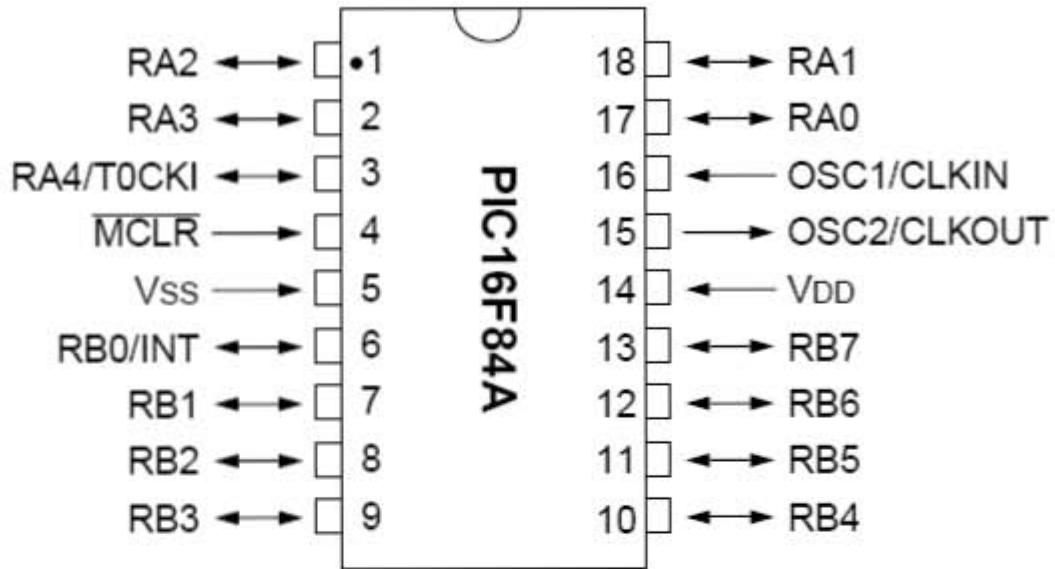 RA2 1 18 RA1
RA3 2 17 RA0
RA4/T0CKI 3 16 OSC1/CLKIN
MCLR 4 15 OSC2/CLKOUT
VSS 5 14 VDD
RB0/INT 6 13 RB7
RB1 7 12 RB6
RB2 8 11 RB5
RB3 9 10 RB4
PIC16F84A